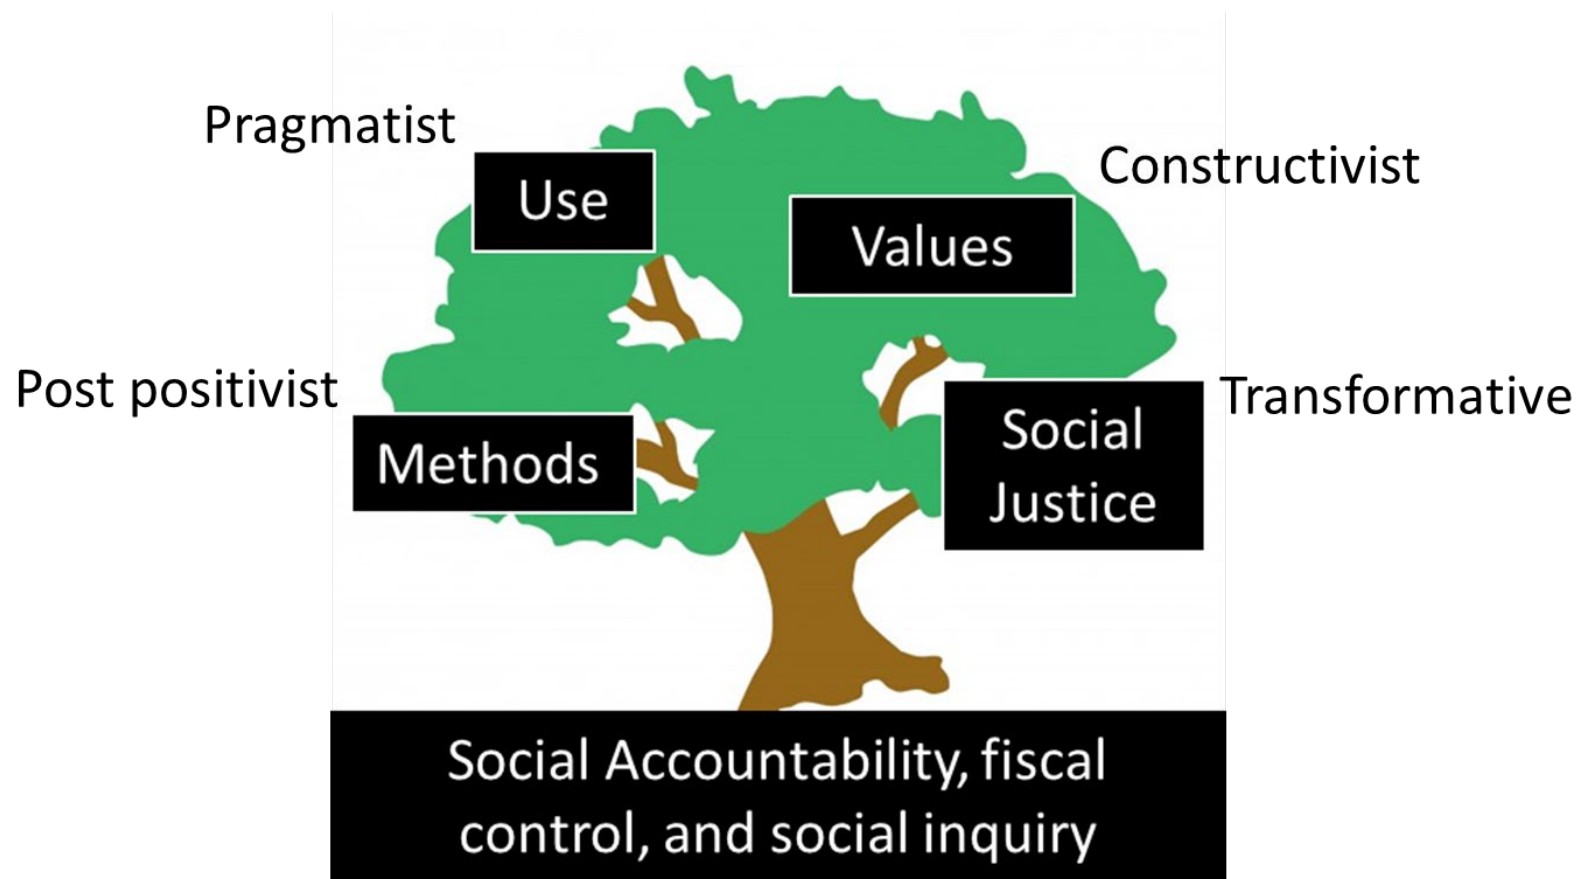 Pragmatist
Use
Constructivist
Values
Post positivist
Methods
Transformative
Social
Justice
Social Accountability, fiscal
control, and social inquiry